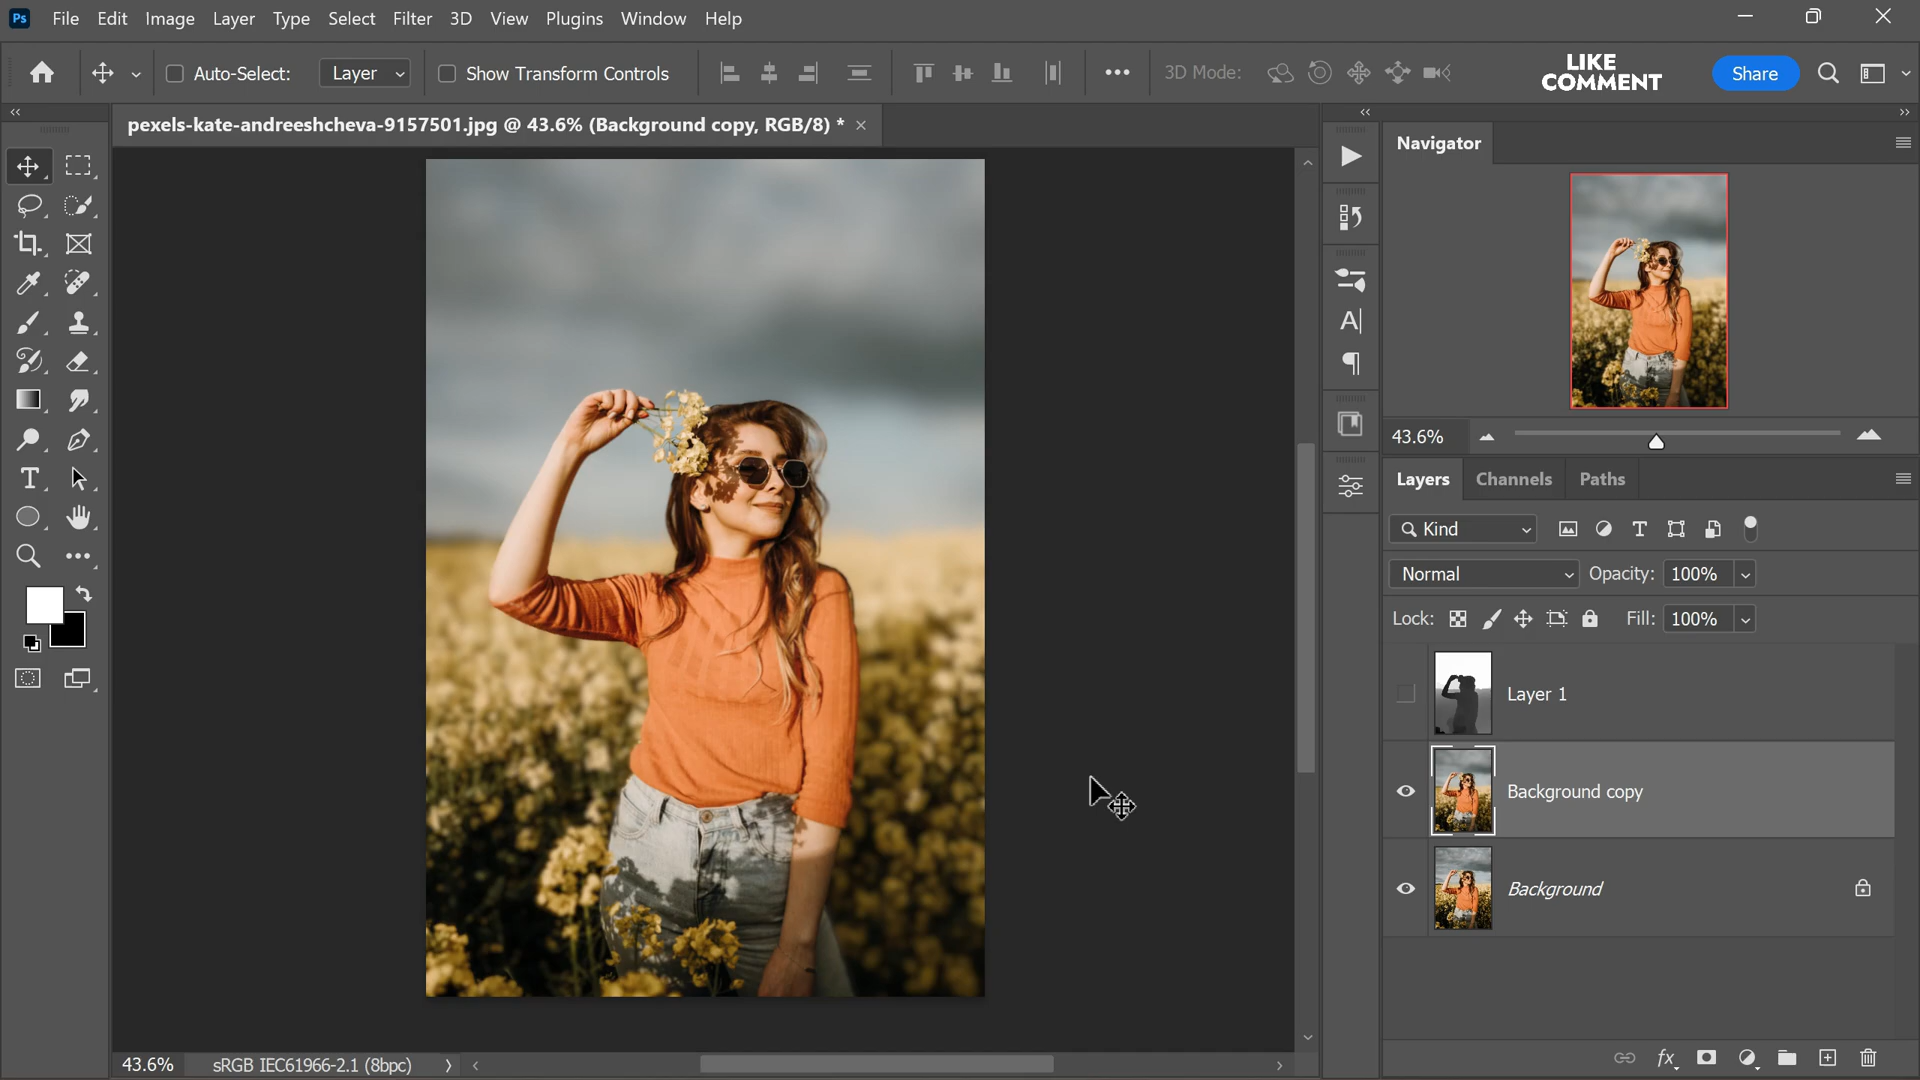 Ps File Edit Image Layer Type Select Filter 3D View Plugins Window Help
Auto-Select: Layer Show Transform Controls 3D Mode: LIKE COMMENT Share
pexels-kate-andreeshcheva-9157501.jpg @ 43.6% (Background copy, RGB/8) *
Navigator
43.6%
Layers Channels Paths
Kind
Normal Opacity: 100%
Lock: Fill: 100%
Layer 1
Background copy
Background
fx
43.6% sRGB IEC61966-2.1 (8bpc)